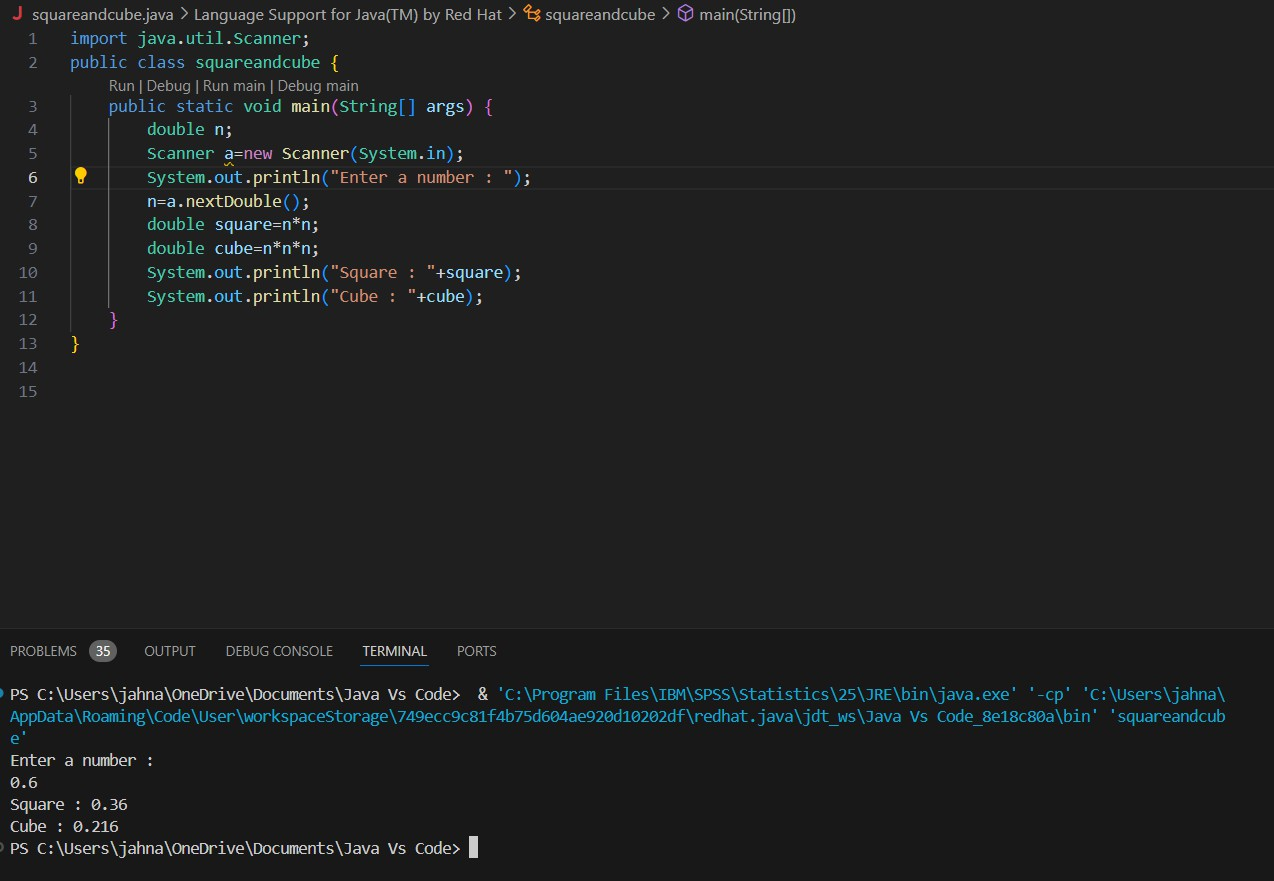 squareandcube.java > Language Support for Java(TM) by Red Hat > squareandcube > main(String[])
1 import java.util.Scanner;
2 public class squareandcube {
Run | Debug | Run main | Debug main
3 public static void main(String[] args) {
4 double n;
5 Scanner a=new Scanner(System.in);
6 System.out.println("Enter a number : ");
7 n=a.nextDouble();
8 double square=n*n;
9 double cube=n*n*n;
10 System.out.println("Square : "+square);
11 System.out.println("Cube : "+cube);
12 }
13 }
14
15
PROBLEMS 35 OUTPUT DEBUG CONSOLE TERMINAL PORTS
PS C:\Users\jahna\OneDrive\Documents\Java Vs Code>  & 'C:\Program Files\IBM\SPSS\Statistics\25\JRE\bin\java.exe' '-cp' 'C:\Users\jahna\
AppData\Roaming\Code\User\workspaceStorage\749ecc9c81f4b75d604ae920d10202df\redhat.java\jdt_ws\Java Vs Code_8e18c80a\bin' 'squareandcub
e'
Enter a number :
0.6
Square : 0.36
Cube : 0.216
PS C:\Users\jahna\OneDrive\Documents\Java Vs Code>